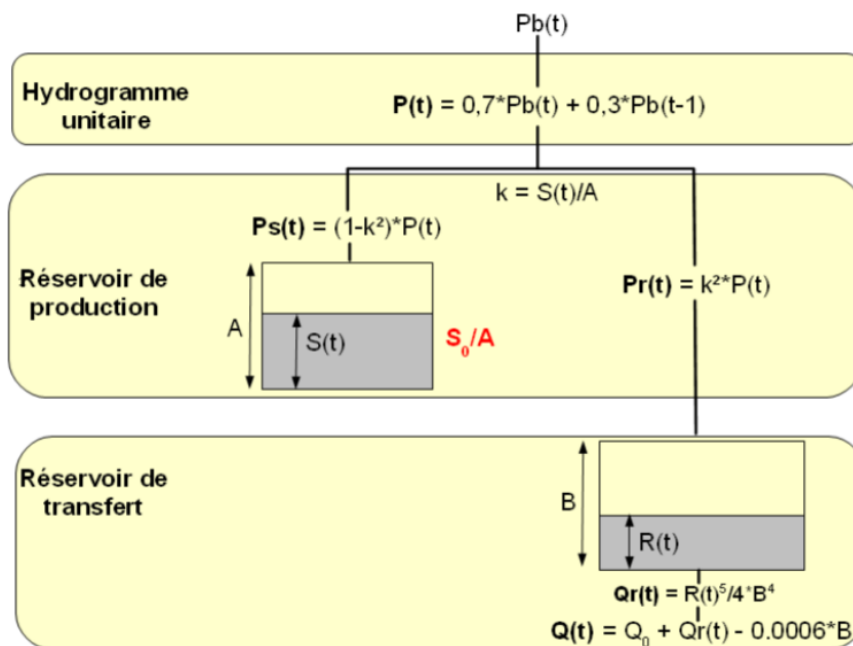 Pb(t)
Hydrogramme
unitaire
P(t) = 0,7*Pb(t) + 0,3*Pb(t-1)
k = S(t)/A
Ps(t) = (1-k²)*P(t)
Réservoir de
production
Pr(t) = k²*P(t)
A
S(t)
S₀/A
Réservoir de
transfert
B
R(t)
Qr(t) = R(t)⁵/4*B⁴
Q(t) = Q₀ + Qr(t) - 0.0006*B